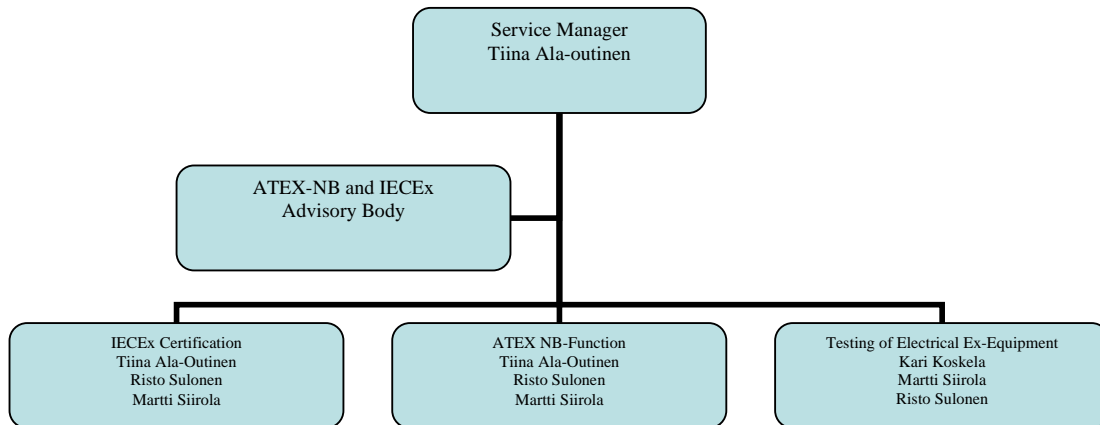 Service Manager
Tiina Ala-outinen
ATEX-NB and IECEx
Advisory Body
IECEx Certification
Tiina Ala-Outinen
Risto Sulonen
Martti Siirola
ATEX NB-Function
Tiina Ala-Outinen
Risto Sulonen
Martti Siirola
Testing of Electrical Ex-Equipment
Kari Koskela
Martti Siirola
Risto Sulonen